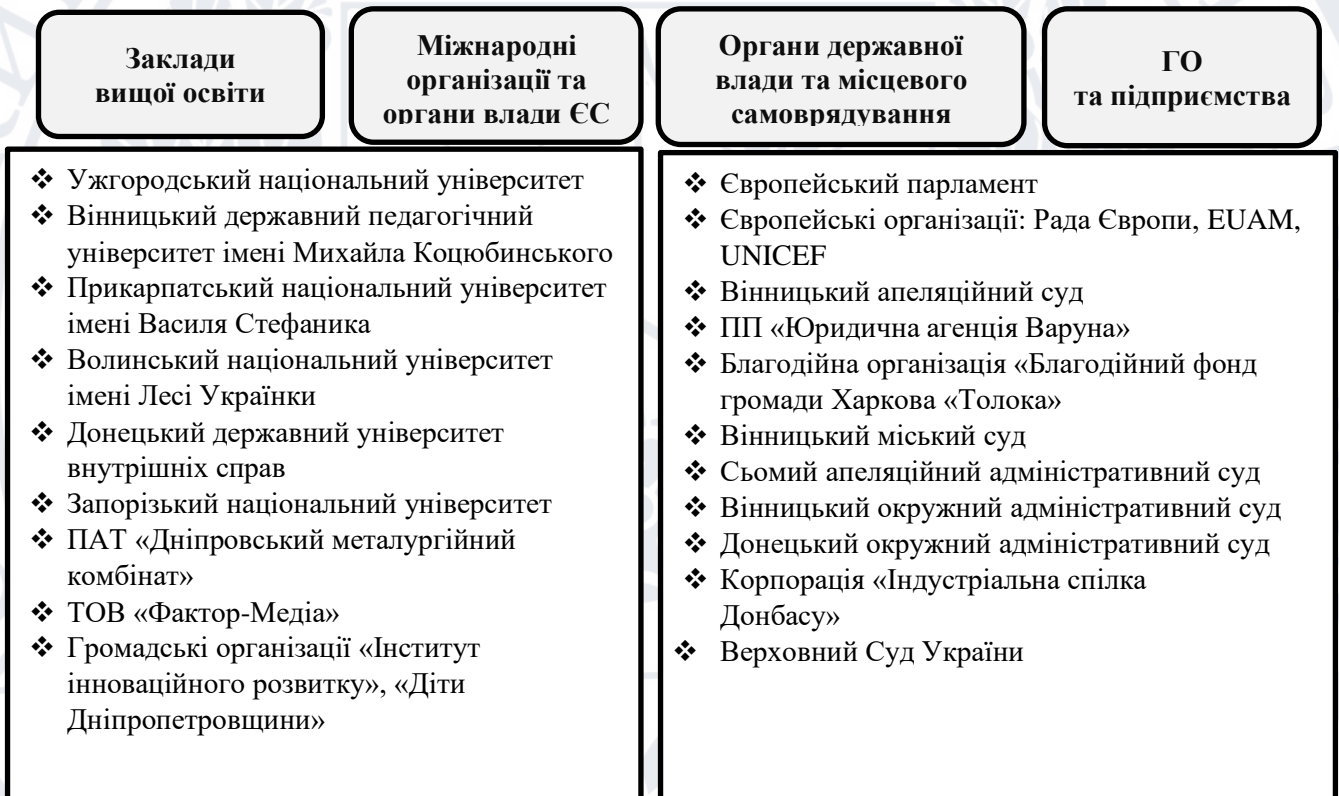 Заклади
вищої освіти
Міжнародні
організації та
органи влади ЄС
Органи державної
влади та місцевого
самоврядування
ГО
та підприємства
❖ Ужгородський національний університет
❖ Вінницький державний педагогічний
університет імені Михайла Коцюбинського
❖ Прикарпатський національний університет
імені Василя Стефаника
❖ Волинський національний університет
імені Лесі Українки
❖ Донецький державний університет
внутрішніх справ
❖ Запорізький національний університет
❖ ПАТ «Дніпровський металургійний
комбінат»
❖ ТОВ «Фактор-Медіа»
❖ Громадські організації «Інститут
інноваційного розвитку», «Діти
Дніпропетровщини»
❖ Європейський парламент
❖ Європейські організації: Рада Європи, EUAM,
UNICEF
❖ Вінницький апеляційний суд
❖ ПП «Юридична агенція Варуна»
❖ Благодійна організація «Благодійний фонд
громади Харкова «Толока»
❖ Вінницький міський суд
❖ Сьомий апеляційний адміністративний суд
❖ Вінницький окружний адміністративний суд
❖ Донецький окружний адміністративний суд
❖ Корпорація «Індустріальна спілка
Донбасу»
❖ Верховний Суд України